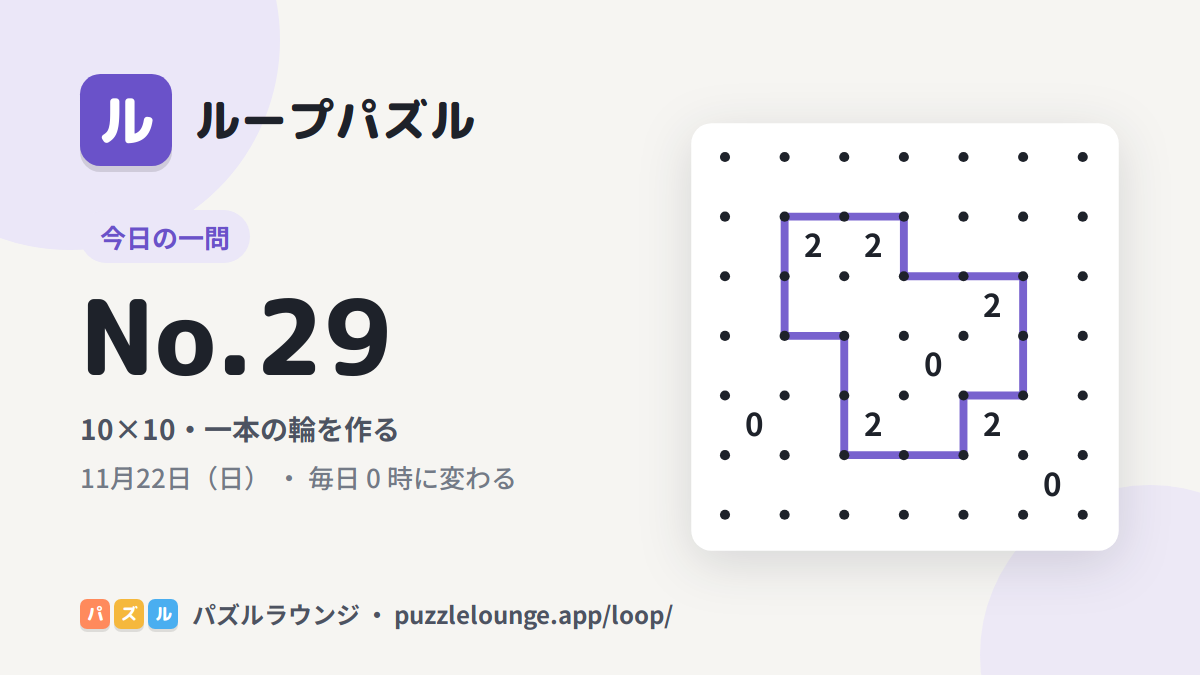 ル ループパズル
今日の一問
No.29
10×10・一本の輪を作る
11月22日（日） ・ 毎日 0 時に変わる
パズル パズルラウンジ ・ puzzlelounge.app/loop/
2 2
2
0
0 2 2
0